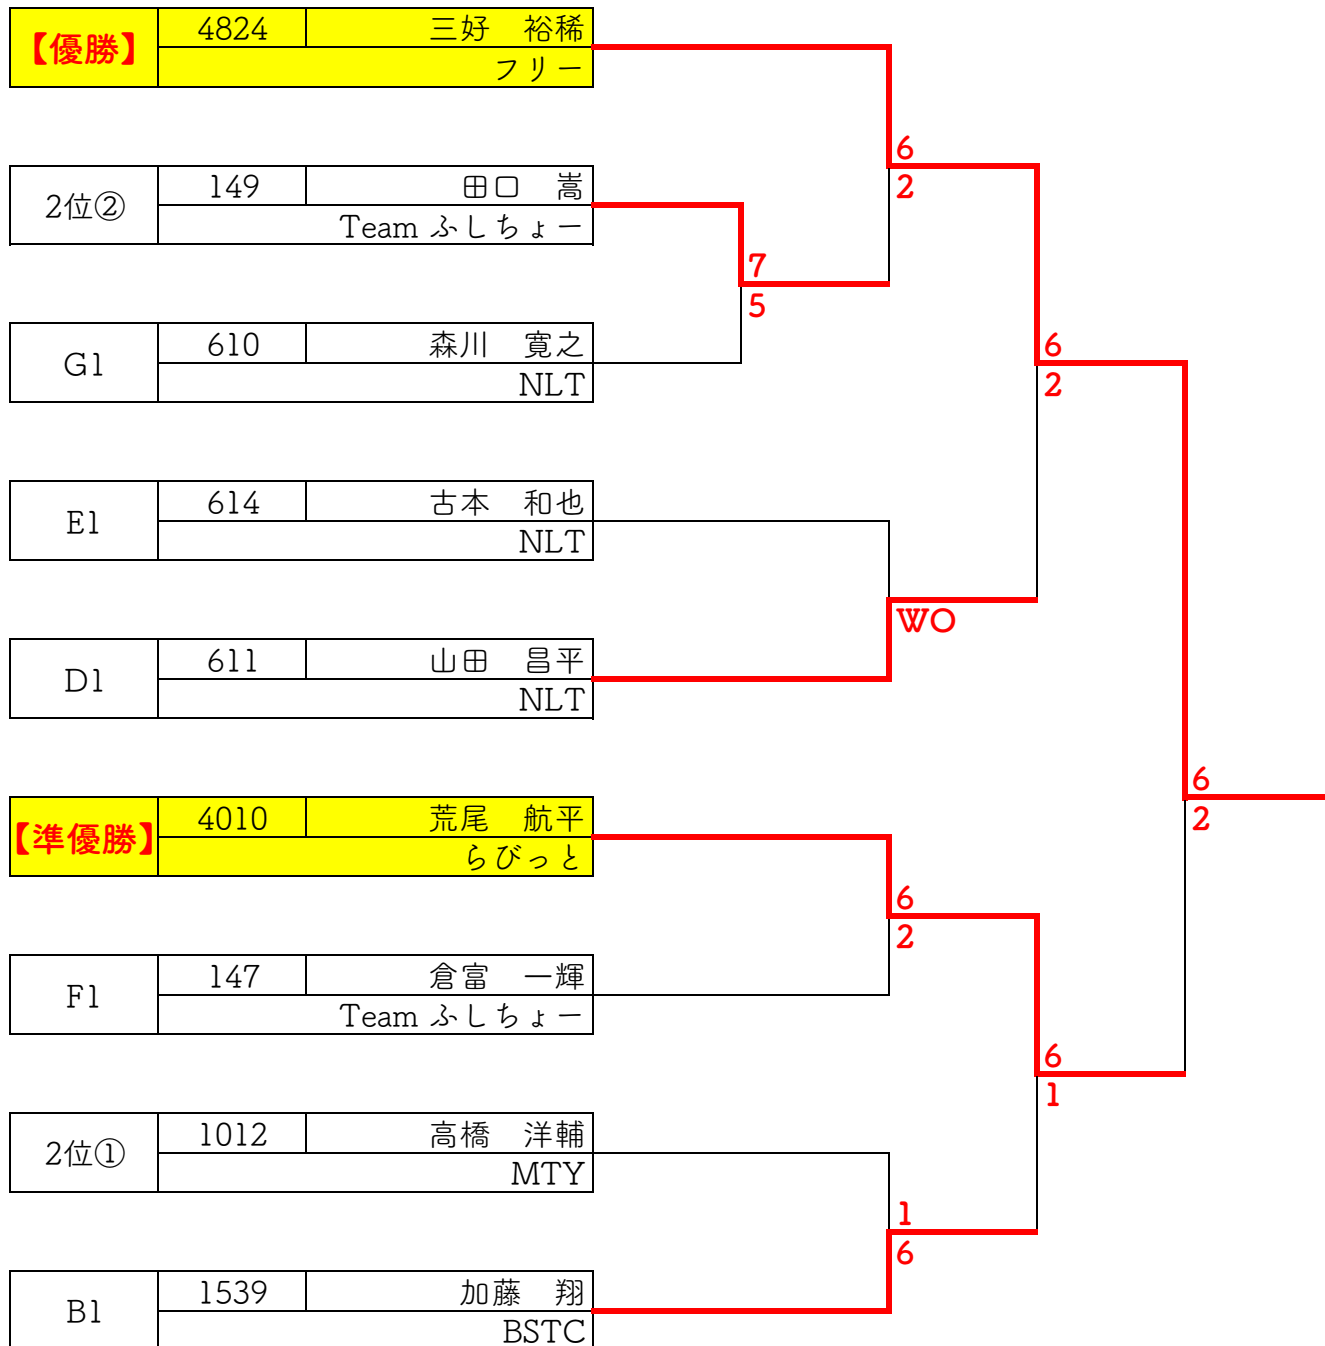 【優勝】 4824 三好 裕稀
フリー
6
2
2位② 149 田口 嵩
Team ふしちょー
7
5
G1 610 森川 寛之
NLT
6
2
E1 614 古本 和也
NLT
WO
D1 611 山田 昌平
NLT
6
2
【準優勝】 4010 荒尾 航平
らびっと
6
2
F1 147 倉富 一輝
Team ふしちょー
6
1
2位① 1012 高橋 洋輔
MTY
1
6
B1 1539 加藤 翔
BSTC